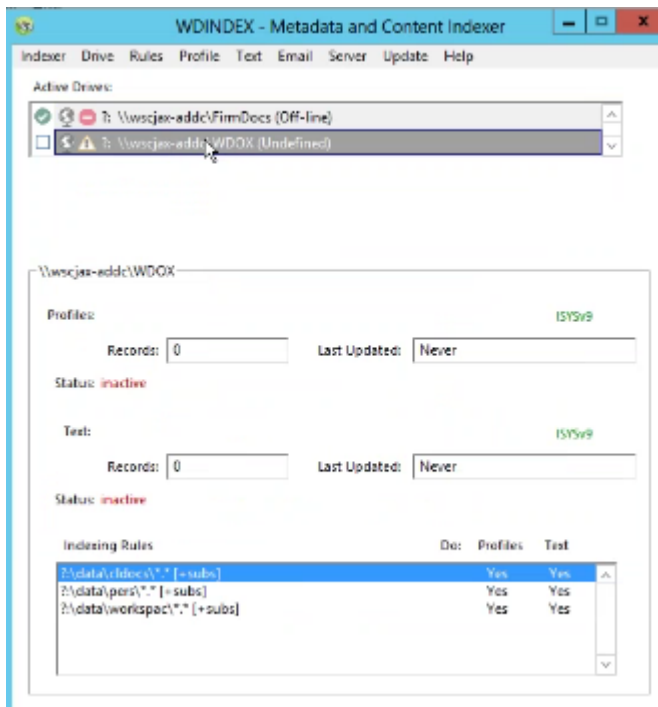 WDINDEX - Metadata and Content Indexer
Indexer Drive Rules Profile Text Email Server Update Help
Active Drives:
?: \\wscjax-addc\FirmDocs (Off-line)
?: \\wscjax-addc\WDOX (Undefined)
\\wscjax-addc\WDOX
Profiles: ISYSv9
Records: 0 Last Updated: Never
Status: inactive
Text: ISYSv9
Records: 0 Last Updated: Never
Status: inactive
Indexing Rules Do: Profiles Text
?:\data\cldocs\*.* [+subs] Yes Yes
?:\data\pers\*.* [+subs] Yes Yes
?:\data\workspac\*.* [+subs] Yes Yes